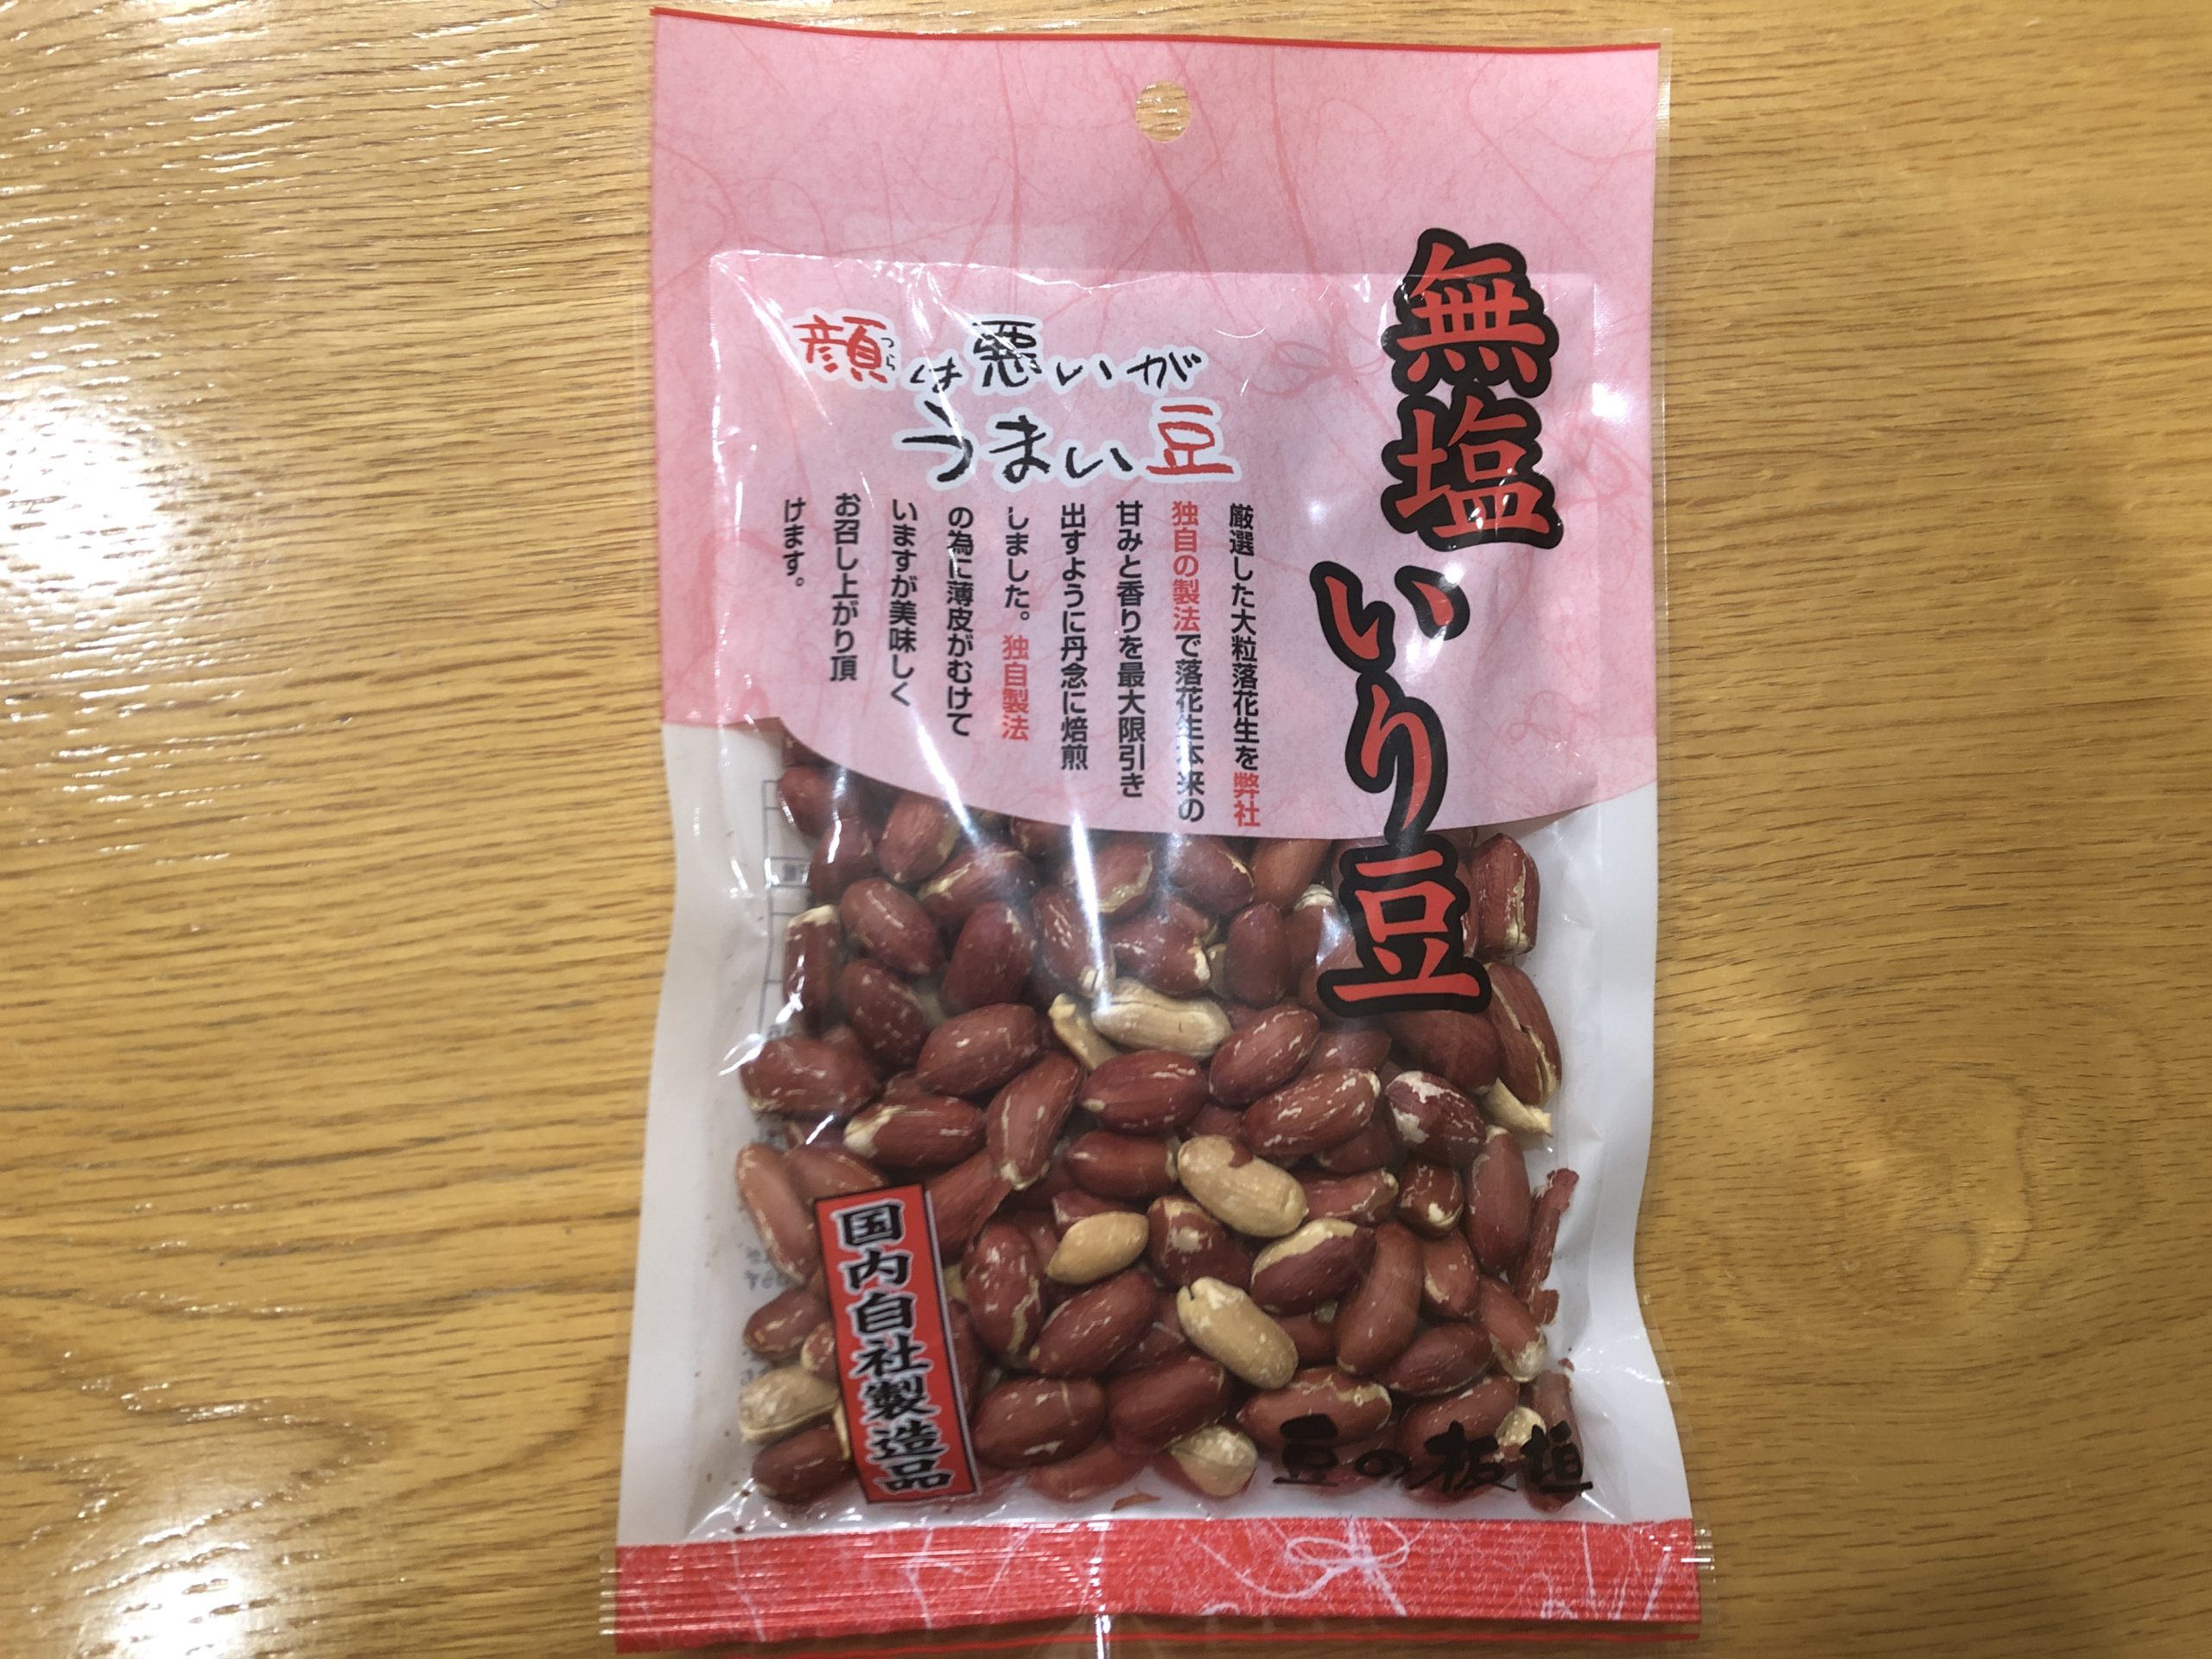 無塩いり豆
顔は悪いが
つら
うまい豆
厳選した大粒落花生を弊社
独自の製法で落花生本来の
甘みと香りを最大限引き
出すように丹念に焙煎
しました。独自製法
の為に薄皮がむけて
いますが美味しく
お召し上がり頂
けます。
国内自社製造品
豆の板垣